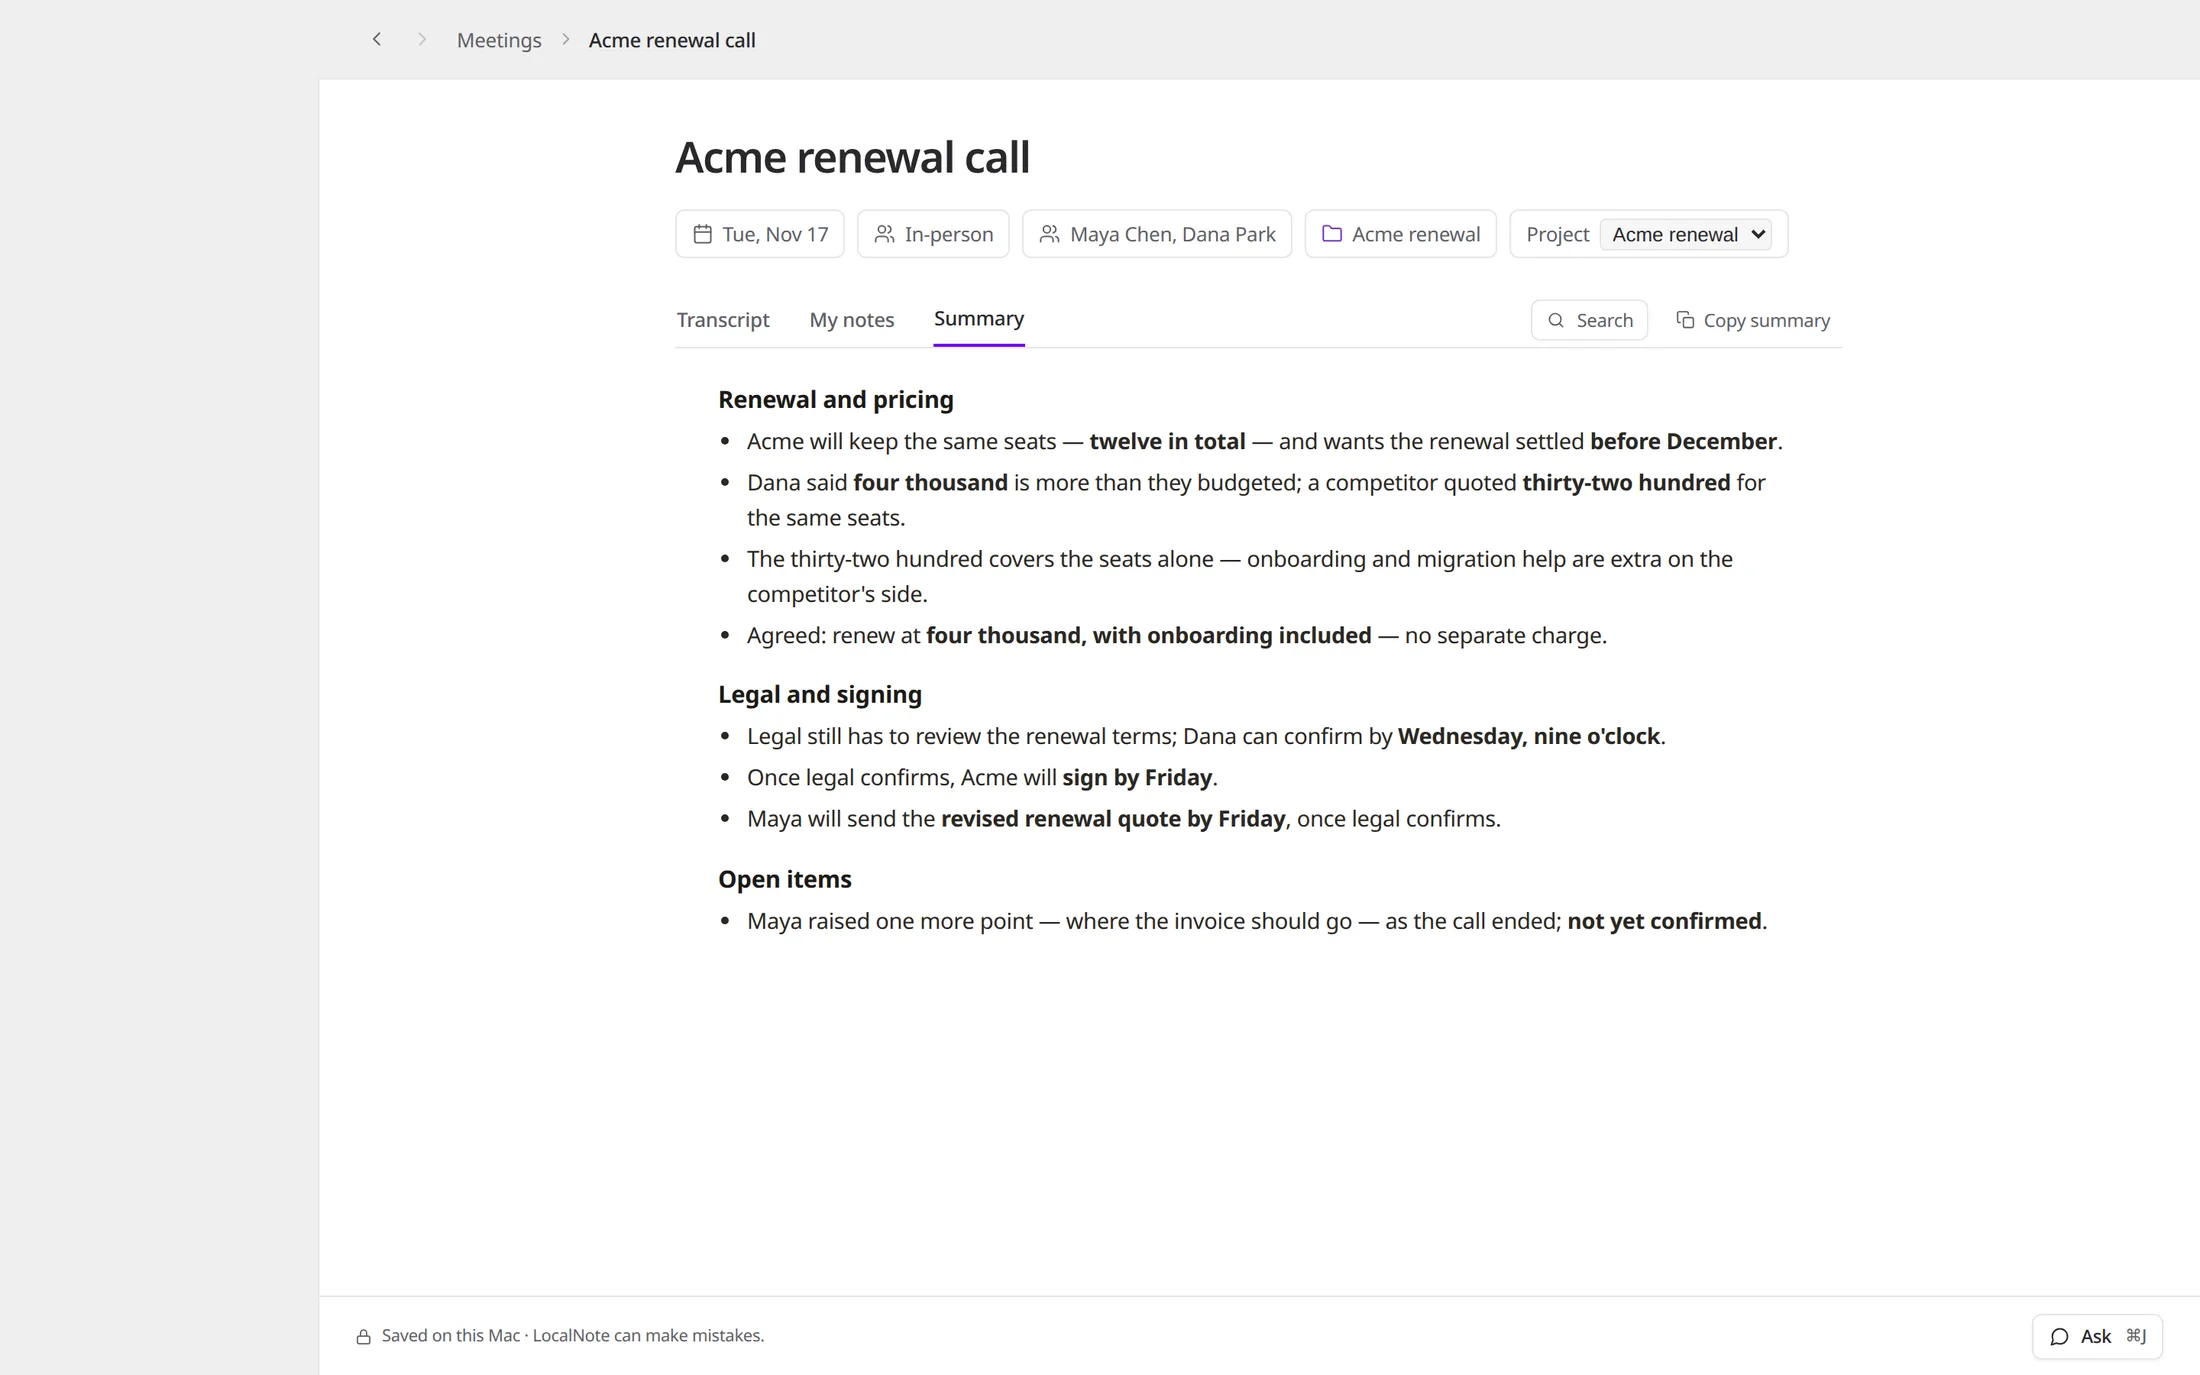 Meetings > Acme renewal call
Acme renewal call
Tue, Nov 17 In-person Maya Chen, Dana Park Acme renewal Project Acme renewal
Transcript My notes Summary Search Copy summary
Renewal and pricing
• Acme will keep the same seats — twelve in total — and wants the renewal settled before December.
• Dana said four thousand is more than they budgeted; a competitor quoted thirty-two hundred for
the same seats.
• The thirty-two hundred covers the seats alone — onboarding and migration help are extra on the
competitor's side.
• Agreed: renew at four thousand, with onboarding included — no separate charge.
Legal and signing
• Legal still has to review the renewal terms; Dana can confirm by Wednesday, nine o'clock.
• Once legal confirms, Acme will sign by Friday.
• Maya will send the revised renewal quote by Friday, once legal confirms.
Open items
• Maya raised one more point — where the invoice should go — as the call ended; not yet confirmed.
Saved on this Mac · LocalNote can make mistakes.
Ask ⌘J